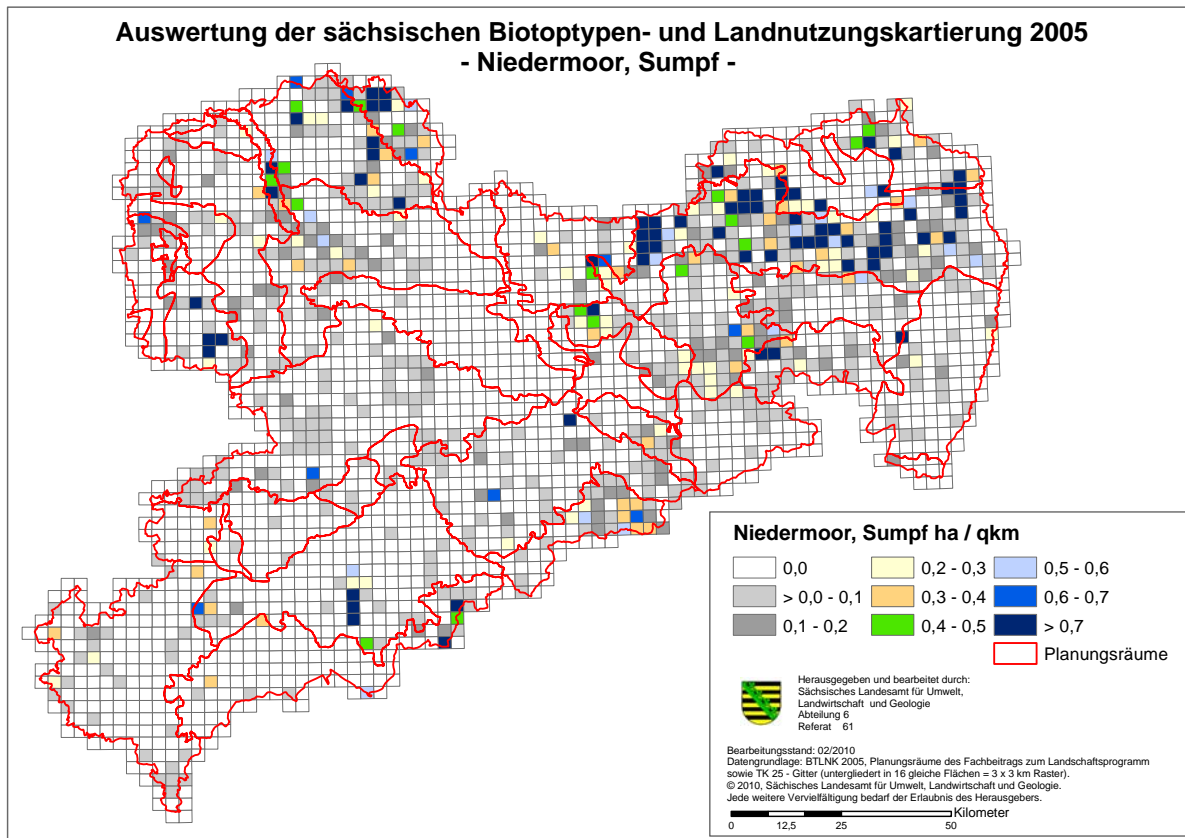 Auswertung der sächsischen Biotoptypen- und Landnutzungskartierung 2005
- Niedermoor, Sumpf -
Niedermoor, Sumpf ha / qkm
0,0
> 0,0 - 0,1
0,1 - 0,2
0,2 - 0,3
0,3 - 0,4
0,4 - 0,5
0,5 - 0,6
0,6 - 0,7
> 0,7
Planungsräume
Herausgegeben und bearbeitet durch:
Sächsisches Landesamt für Umwelt,
Landwirtschaft und Geologie
Abteilung 6
Referat 61
Bearbeitungsstand: 02/2010
Datengrundlage: BTLNK 2005, Planungsräume des Fachbeitrags zum Landschaftsprogramm
sowie TK 25 - Gitter (untergliedert in 16 gleiche Flächen = 3 x 3 km Raster).
© 2010, Sächsisches Landesamt für Umwelt, Landwirtschaft und Geologie.
Jede weitere Vervielfältigung bedarf der Erlaubnis des Herausgebers.
Kilometer
0 12,5 25 50